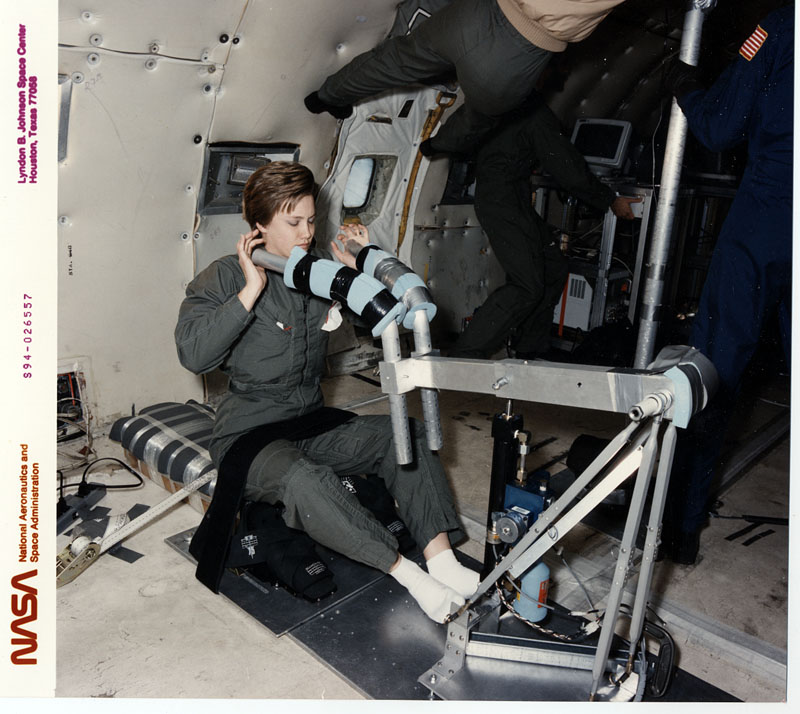 Lyndon B. Johnson Space Center
Houston, Texas 77058
S94-026557
National Aeronautics and
Space Administration
NASA